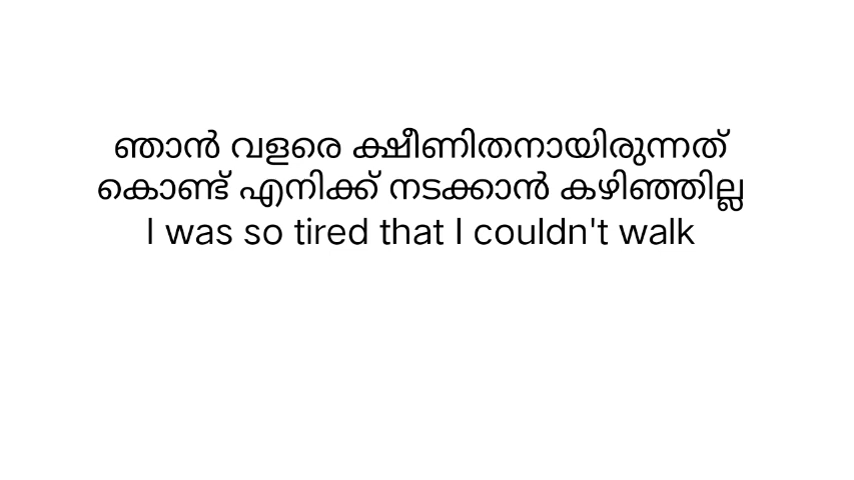 ഞാൻ വളരെ ക്ഷീണിതനായിരുന്നത്
കൊണ്ട് എനിക്ക് നടക്കാൻ കഴിഞ്ഞില്ല
I was so tired that I couldn't walk